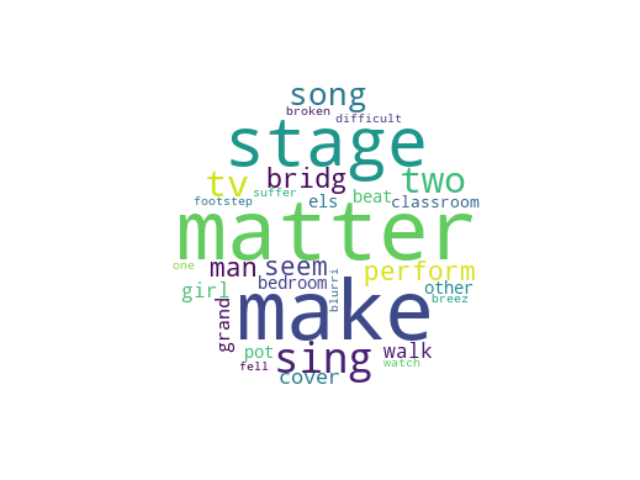 song
broken
difficult
stage
bridg
two
tv
suffer
beat
footstep
els
classroom
matter
one
man
seem
perform
bedroom
blurri
other
girl
breez
make
grand
sing
walk
pot
fell
watch
cover